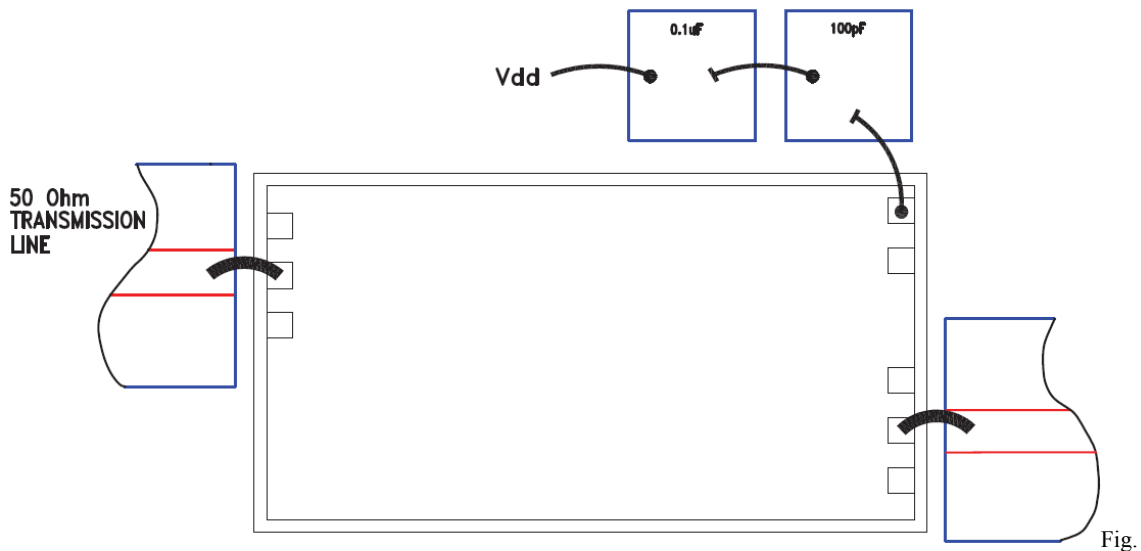 0.1uF
100pf
Vdd
50 Ohm
TRANSMISSION
LINE
Fig.